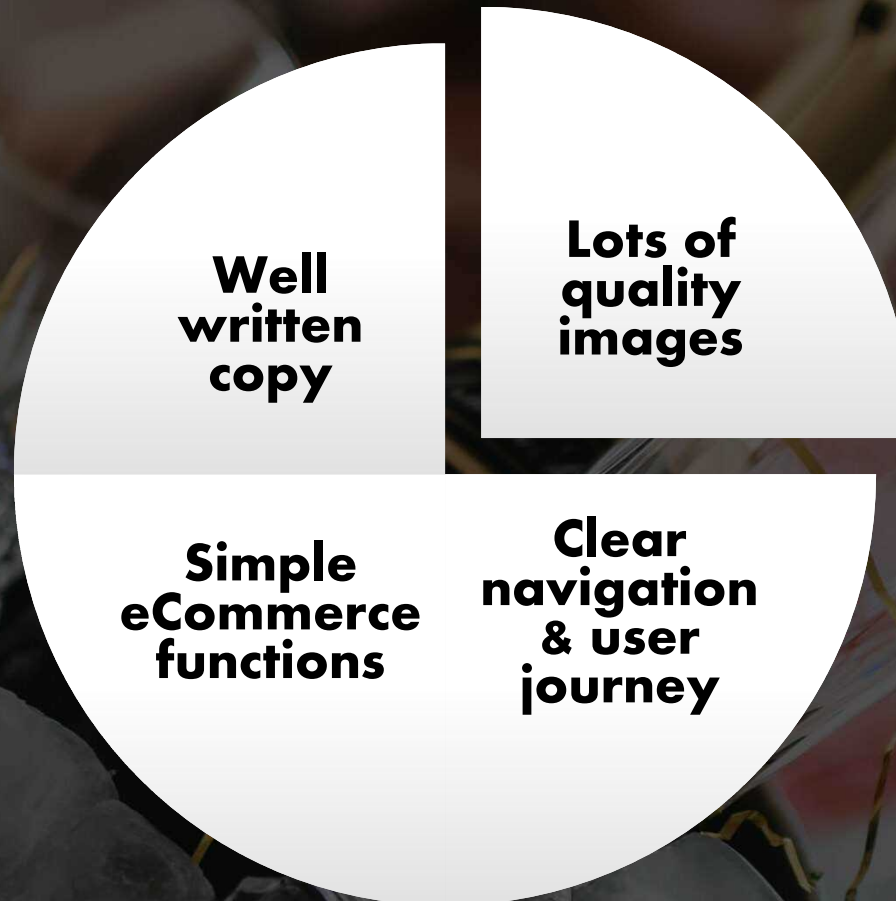 Well
written
copy
Lots of
quality
images
Simple
eCommerce
functions
Clear
navigation
& user
journey